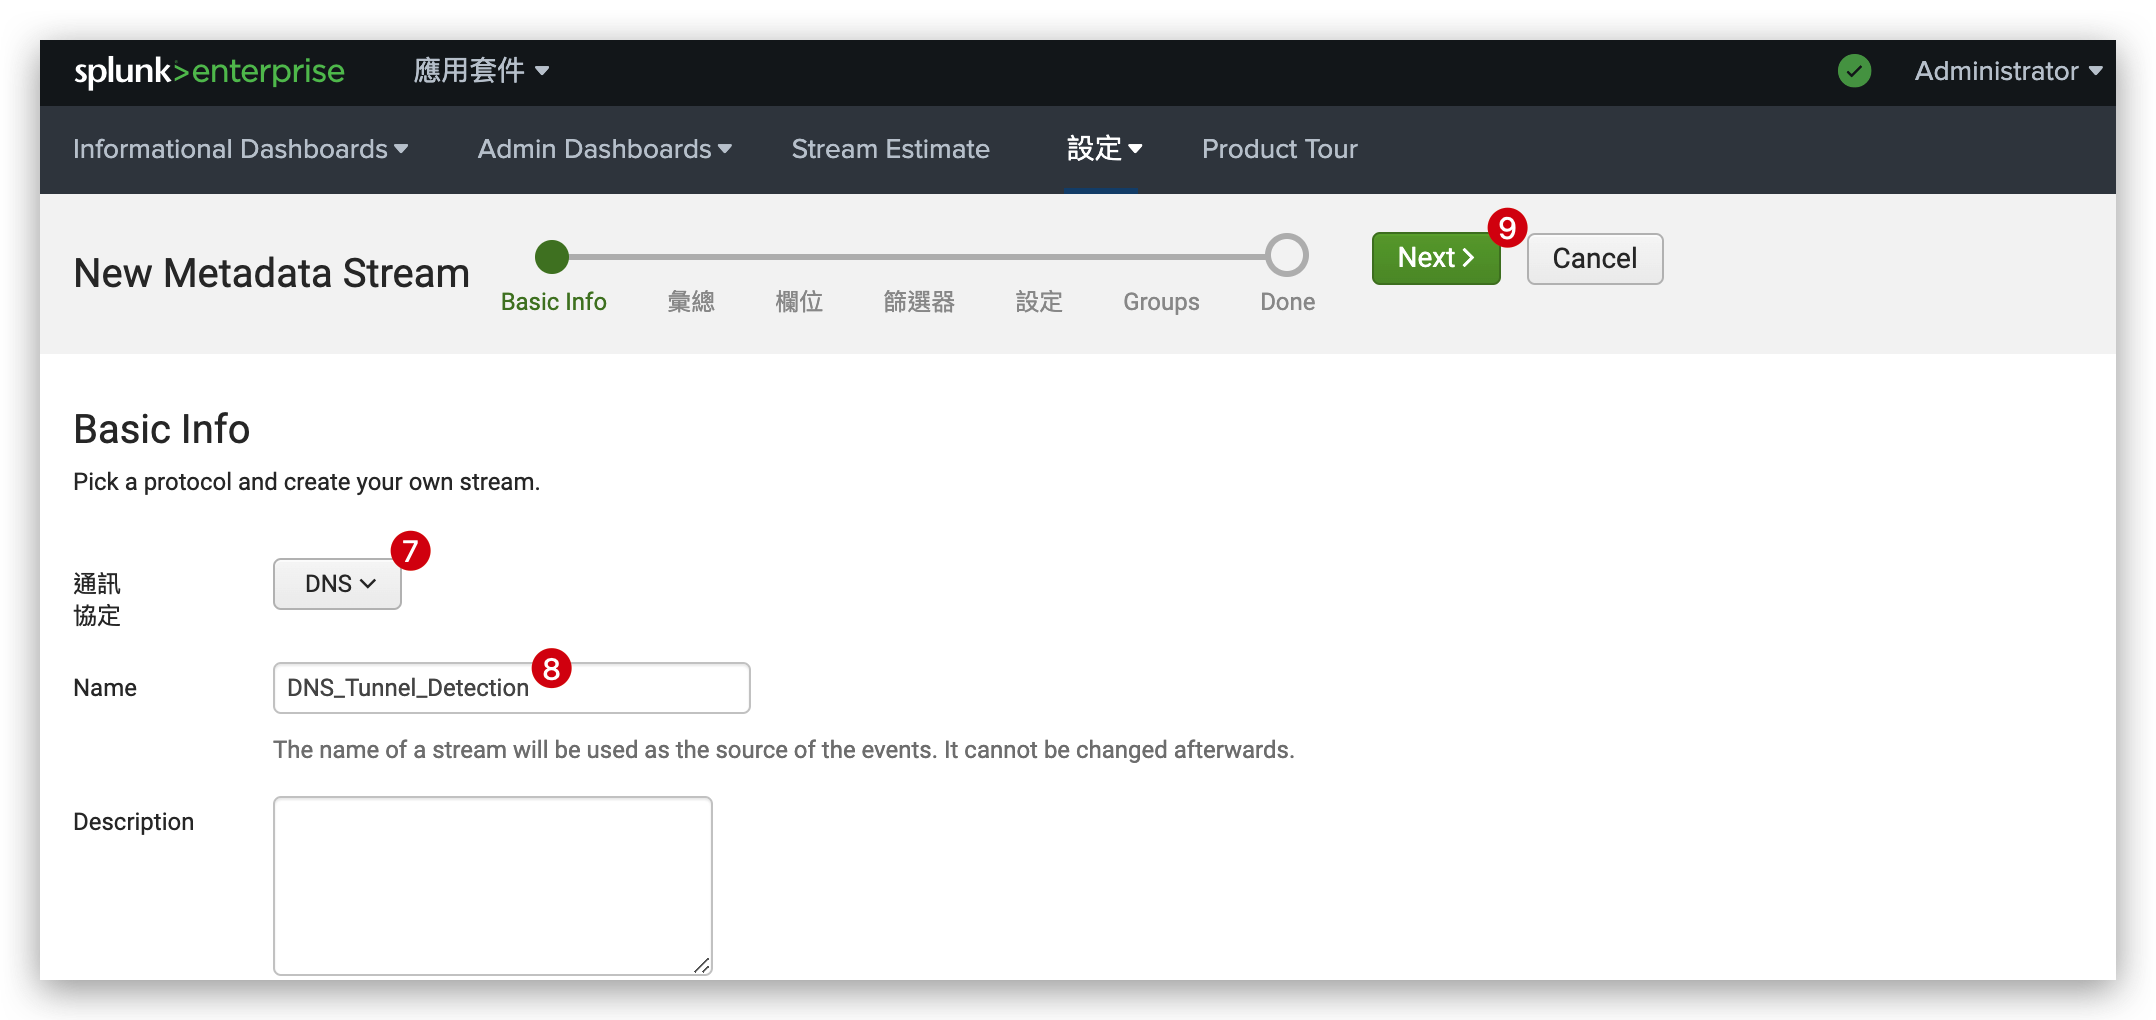 splunk>enterprise 應用套件 Administrator
Informational Dashboards Admin Dashboards Stream Estimate 設定 Product Tour
9
New Metadata Stream Next > Cancel
Basic Info 彙總 欄位 篩選器 設定 Groups Done
Basic Info
Pick a protocol and create your own stream.
7
通訊
協定
DNS
8
Name DNS_Tunnel_Detection
The name of a stream will be used as the source of the events. It cannot be changed afterwards.
Description